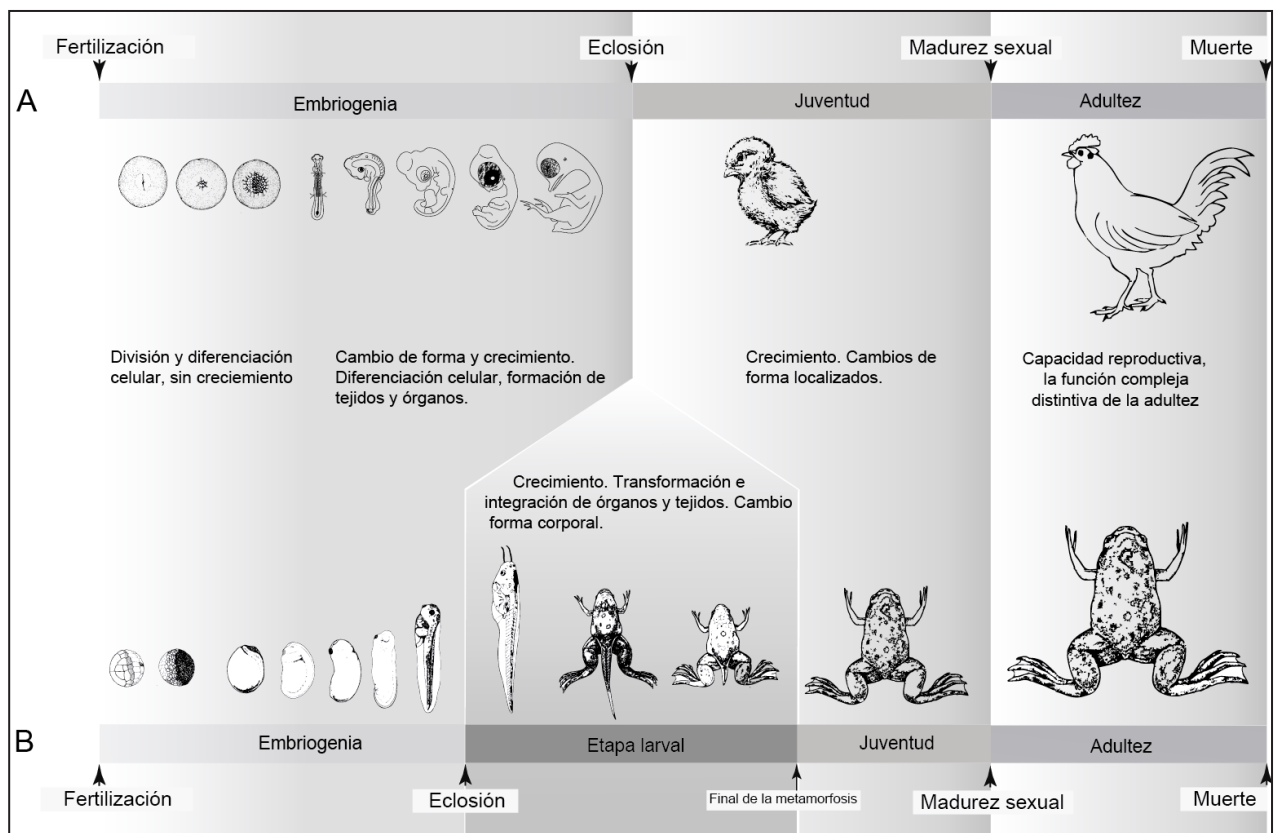 Fertilización
Eclosión
Madurez sexual
Muerte
A
Embriogenia
Juventud
Adultez
División y diferenciación
celular, sin creciemiento
Cambio de forma y crecimiento.
Diferenciación celular, formación de
tejidos y órganos.
Crecimiento. Cambios de
forma localizados.
Capacidad reproductiva,
la función compleja
distintiva de la adultez
Crecimiento. Transformación e
integración de órganos y tejidos. Cambio
forma corporal.
B
Embriogenia
Etapa larval
Juventud
Adultez
Fertilización
Eclosión
Final de la metamorfosis
Madurez sexual
Muerte